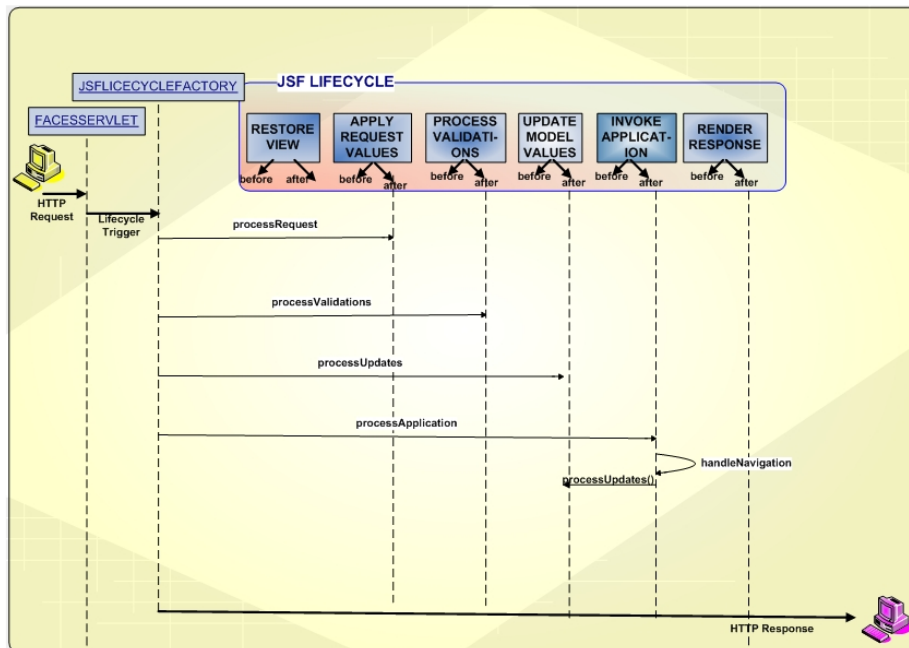 JSF LIFECYCLE
JSFLICECYCLEFACTORY
FACESSERVLET
RESTORE
VIEW
APPLY
REQUEST
VALUES
PROCESS
VALIDATI-
ONS
UPDATE
MODEL
VALUES
INVOKE
APPLICAT-
ION
RENDER
RESPONSE
before after
before after
before after
before after
before after
before after
HTTP
Request
Lifecycle
Trigger
processRequest
processValidations
processUpdates
processApplication
handleNavigation
processUpdates()
HTTP Response